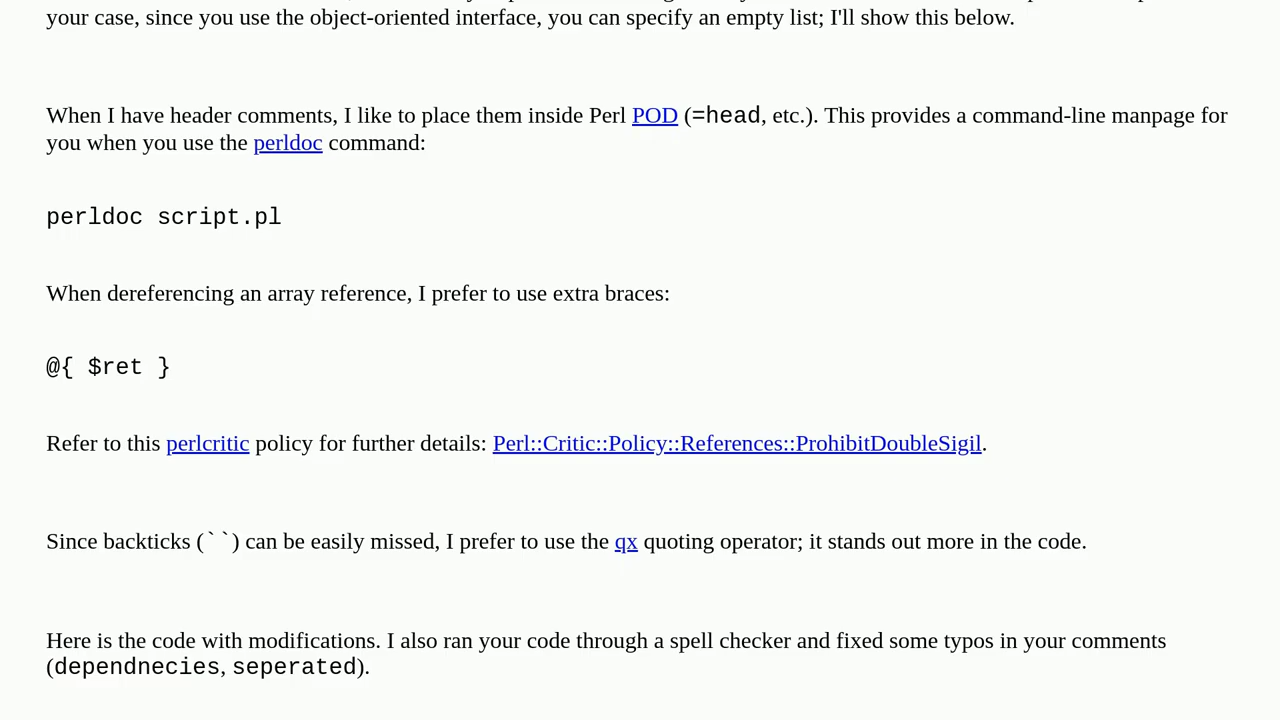 your case, since you use the object-oriented interface, you can specify an empty list; I'll show this below.
When I have header comments, I like to place them inside Perl POD (=head, etc.). This provides a command-line manpage for
you when you use the perldoc command:
perldoc script.pl
When dereferencing an array reference, I prefer to use extra braces:
@{ $ret }
Refer to this perlcritic policy for further details: Perl::Critic::Policy::References::ProhibitDoubleSigil.
Since backticks (``) can be easily missed, I prefer to use the qx quoting operator; it stands out more in the code.
Here is the code with modifications. I also ran your code through a spell checker and fixed some typos in your comments
(dependnecies, seperated).